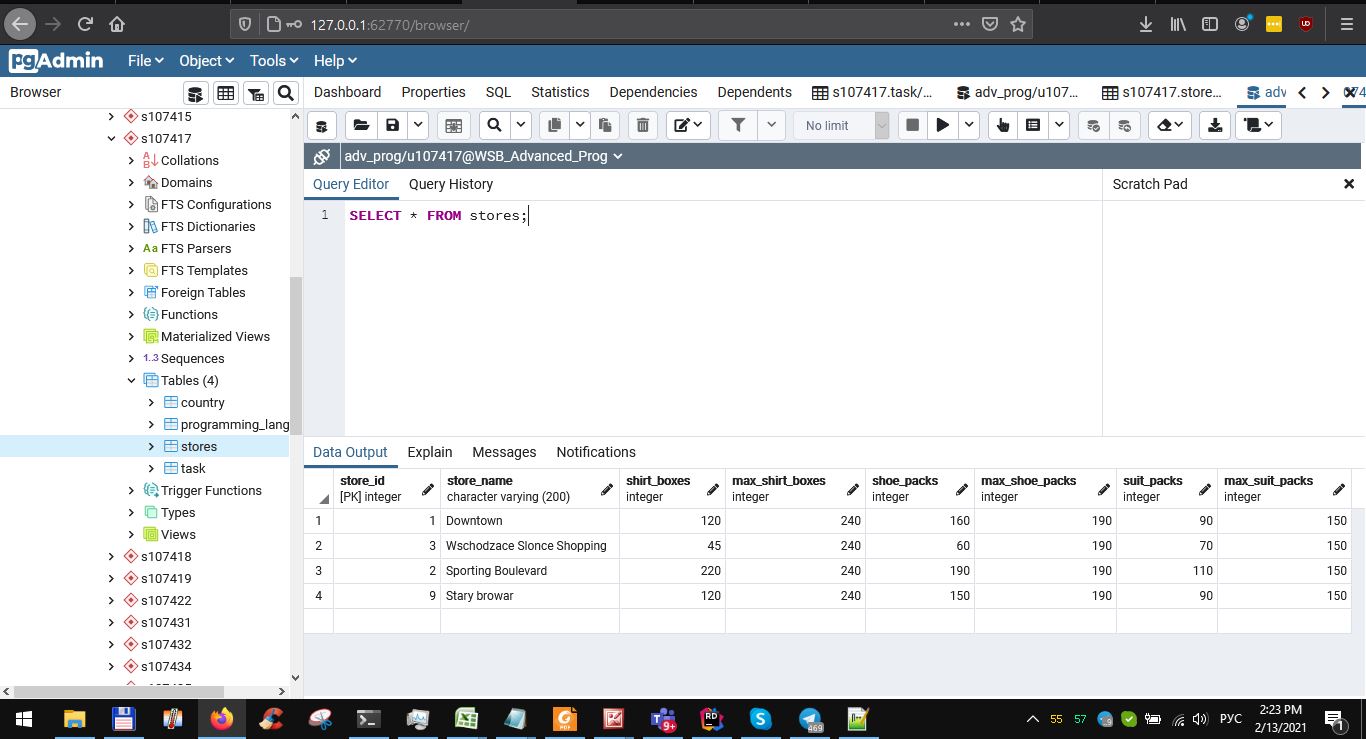 127.0.0.1:62770/browser/
pgAdmin File Object Tools Help
Browser
Dashboard Properties SQL Statistics Dependencies Dependents s107417.task/... adv_prog/u107... s107417.store... adv
No limit
adv_prog/u107417@WSB_Advanced_Prog
Query Editor Query History
Scratch Pad
1 SELECT * FROM stores;
s107415
s107417
Collations
Domains
FTS Configurations
FTS Dictionaries
Aa FTS Parsers
FTS Templates
Foreign Tables
Functions
Materialized Views
1..3 Sequences
Tables (4)
country
programming_lang
stores
task
Trigger Functions
Types
Views
s107418
s107419
s107422
s107431
s107432
s107434
Data Output Explain Messages Notifications
store_id store_name shirt_boxes max_shirt_boxes shoe_packs max_shoe_packs suit_packs max_suit_packs
[PK] integer character varying (200) integer integer integer integer integer integer
1 1 Downtown 120 240 160 190 90 150
2 3 Wschodzace Slonce Shopping 45 240 60 190 70 150
3 2 Sporting Boulevard 220 240 190 190 110 150
4 9 Stary browar 120 240 150 190 90 150
55 57 РУС 2:23 PM
2/13/2021
9+
RD
469
1